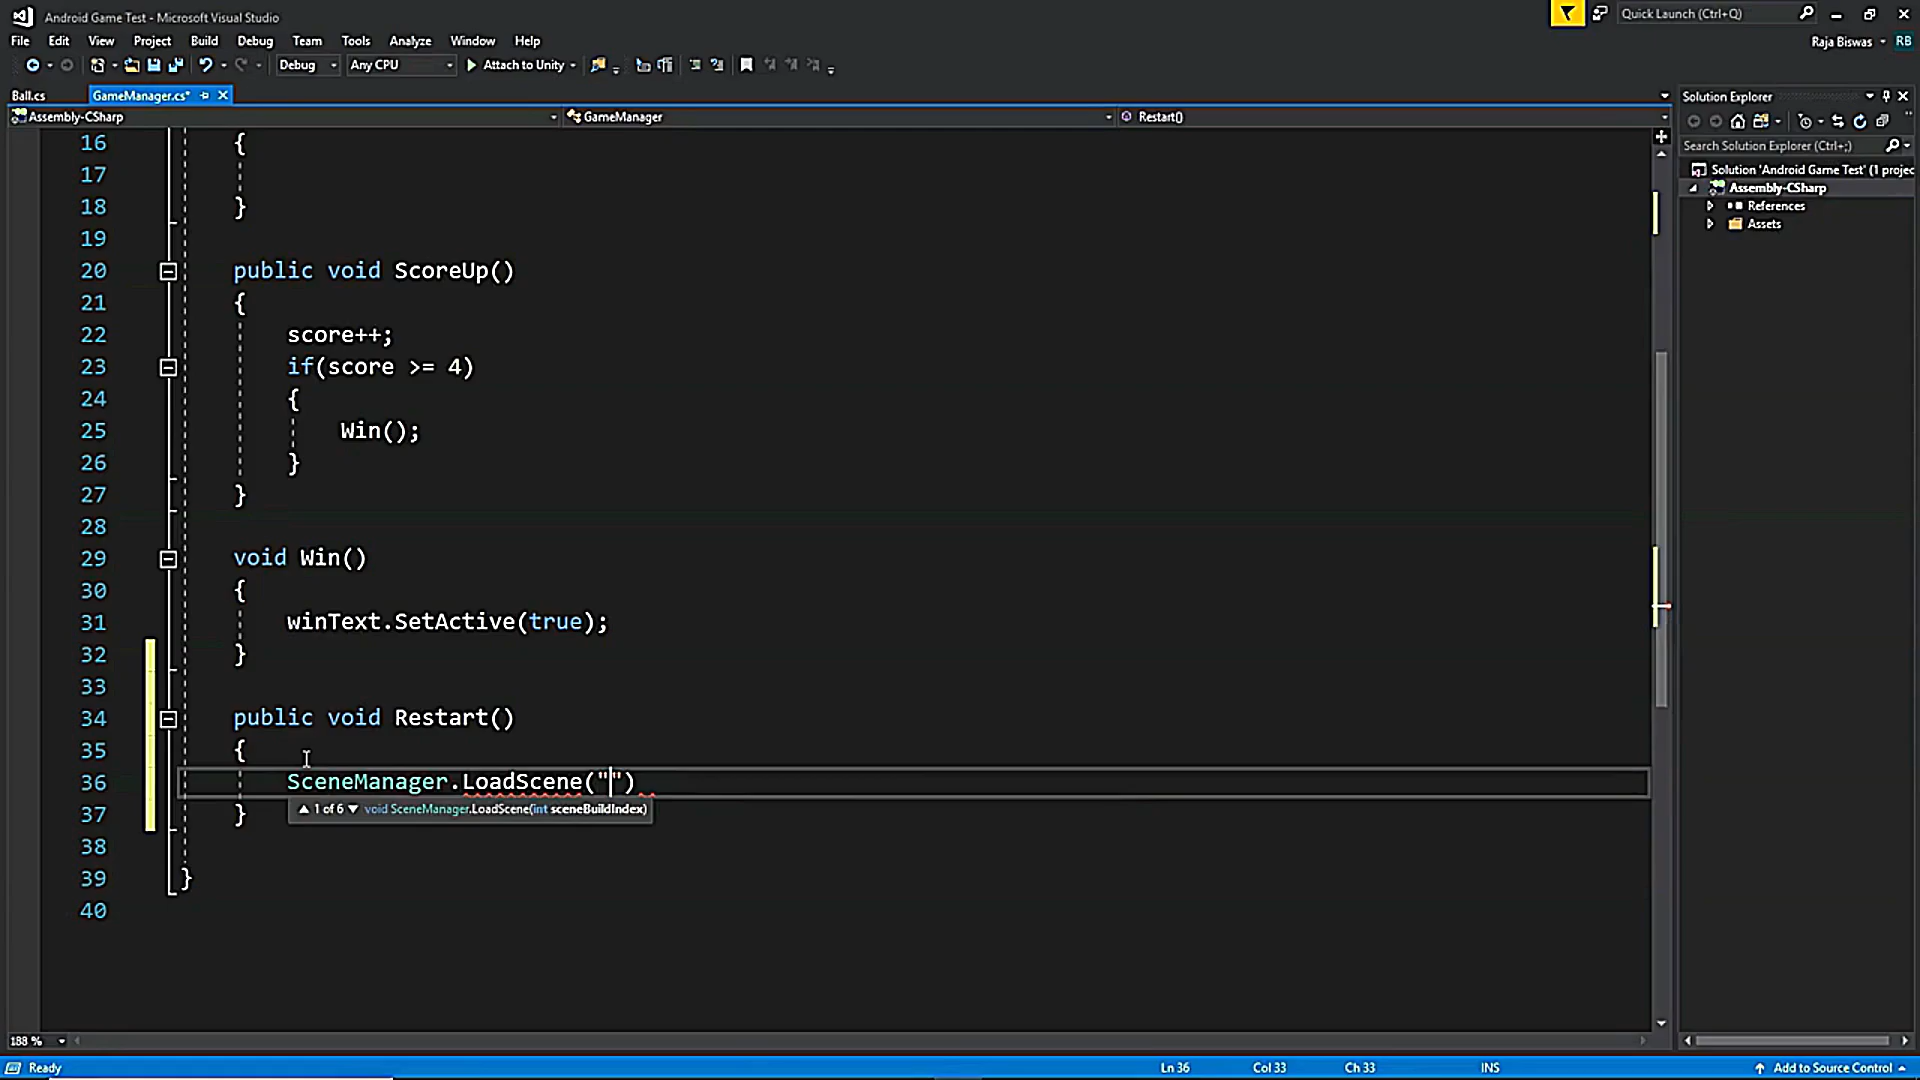 Android Game Test - Microsoft Visual Studio
Quick Launch (Ctrl+Q)
File Edit View Project Build Debug Team Tools Analyze Window Help
Raja Biswas RB
Debug Any CPU Attach to Unity
Ball.cs GameManager.cs*
Assembly-CSharp GameManager Restart()
Solution Explorer
Search Solution Explorer (Ctrl+;)
Solution 'Android Game Test' (1 projec
Assembly-CSharp
References
Assets
16 {
17
18 }
19
20 public void ScoreUp()
21 {
22 score++;
23 if(score >= 4)
24 {
25 Win();
26 }
27 }
28
29 void Win()
30 {
31 winText.SetActive(true);
32 }
33
34 public void Restart()
35 {
36 SceneManager.LoadScene("")
1 of 6 void SceneManager.LoadScene(int sceneBuildIndex)
37 }
38
39 }
40
188 %
Ready Ln 36 Col 33 Ch 33 INS Add to Source Control